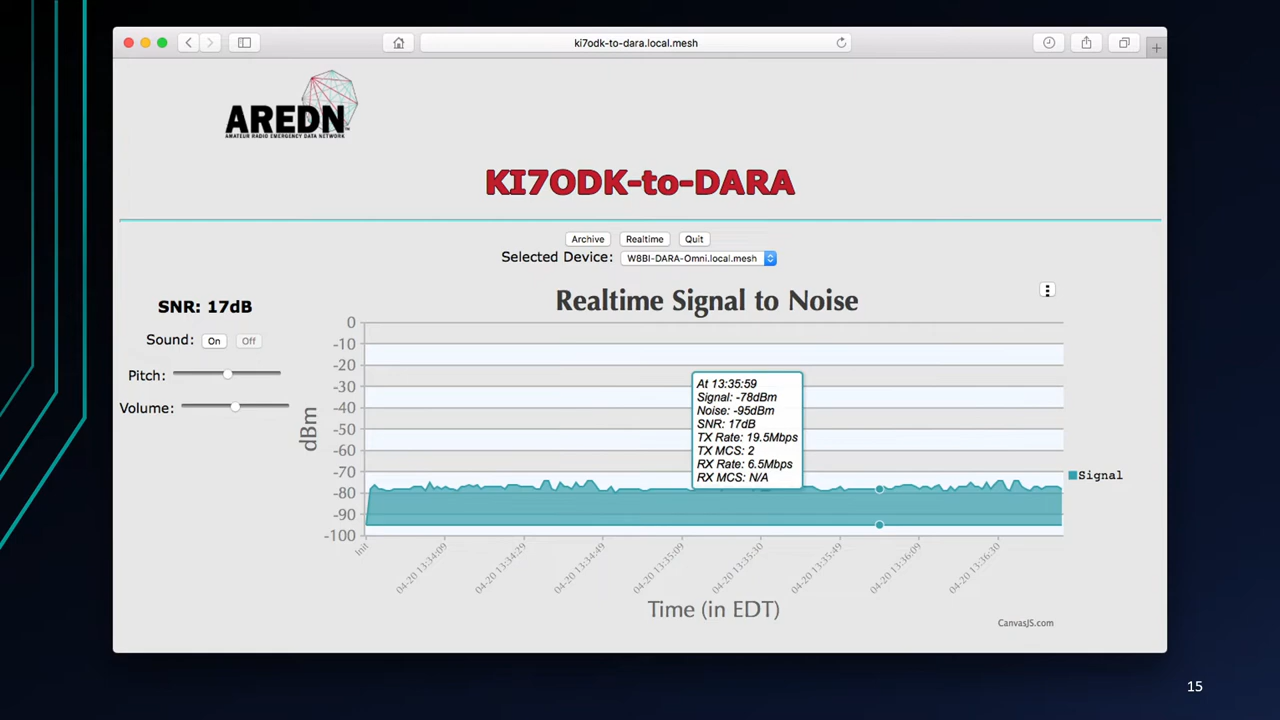 ki7odk-to-dara.local.mesh
AREDN
AMATEUR RADIO EMERGENCY DATA NETWORK
TM
KI7ODK-to-DARA
Archive Realtime Quit
Selected Device: W8BI-DARA-Omni.local.mesh
SNR: 17dB
Sound: On Off
Pitch:
Volume:
Realtime Signal to Noise
dBm
0
-10
-20
-30
-40
-50
-60
-70
-80
-90
-100
At 13:35:59
Signal: -78dBm
Noise: -95dBm
SNR: 17dB
TX Rate: 19.5Mbps
TX MCS: 2
RX Rate: 6.5Mbps
RX MCS: N/A
Signal
Init
04-20 13:34:09
04-20 13:34:29
04-20 13:34:49
04-20 13:35:09
04-20 13:35:30
04-20 13:35:49
04-20 13:36:09
04-20 13:36:30
Time (in EDT)
CanvasJS.com
15